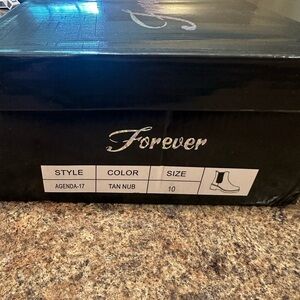 Forever
STYLE COLOR SIZE
AGENDA-17 TAN NUB 10